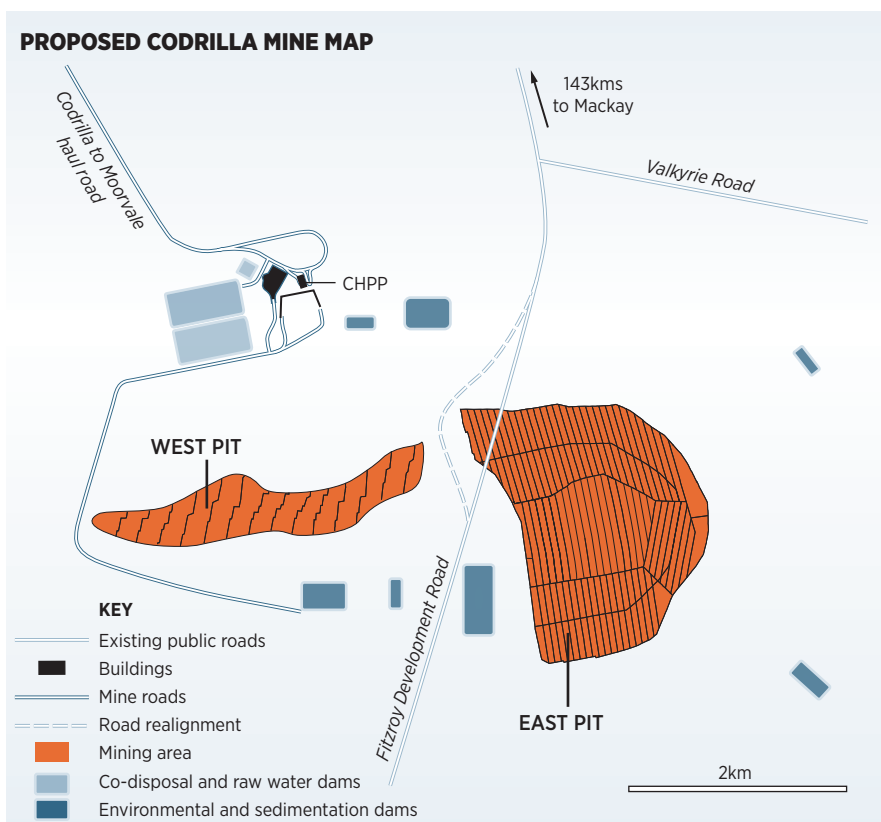 PROPOSED CODRILLA MINE MAP
143kms
to Mackay
Codrilla to Moorvale
haul road
Valkyrie Road
CHPP
WEST PIT
Fitzroy Development Road
EAST PIT
KEY
Existing public roads
Buildings
Mine roads
Road realignment
Mining area
Co-disposal and raw water dams
Environmental and sedimentation dams
2km